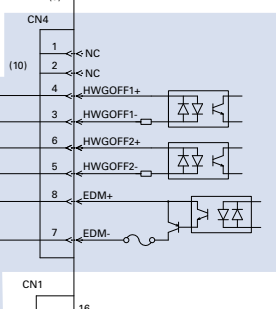 CN4
1 NC
2 NC
(10)
4 HWGOFF1+
3 HWGOFF1-
6 HWGOFF2+
5 HWGOFF2-
8 EDM+
7 EDM-
CN1
16